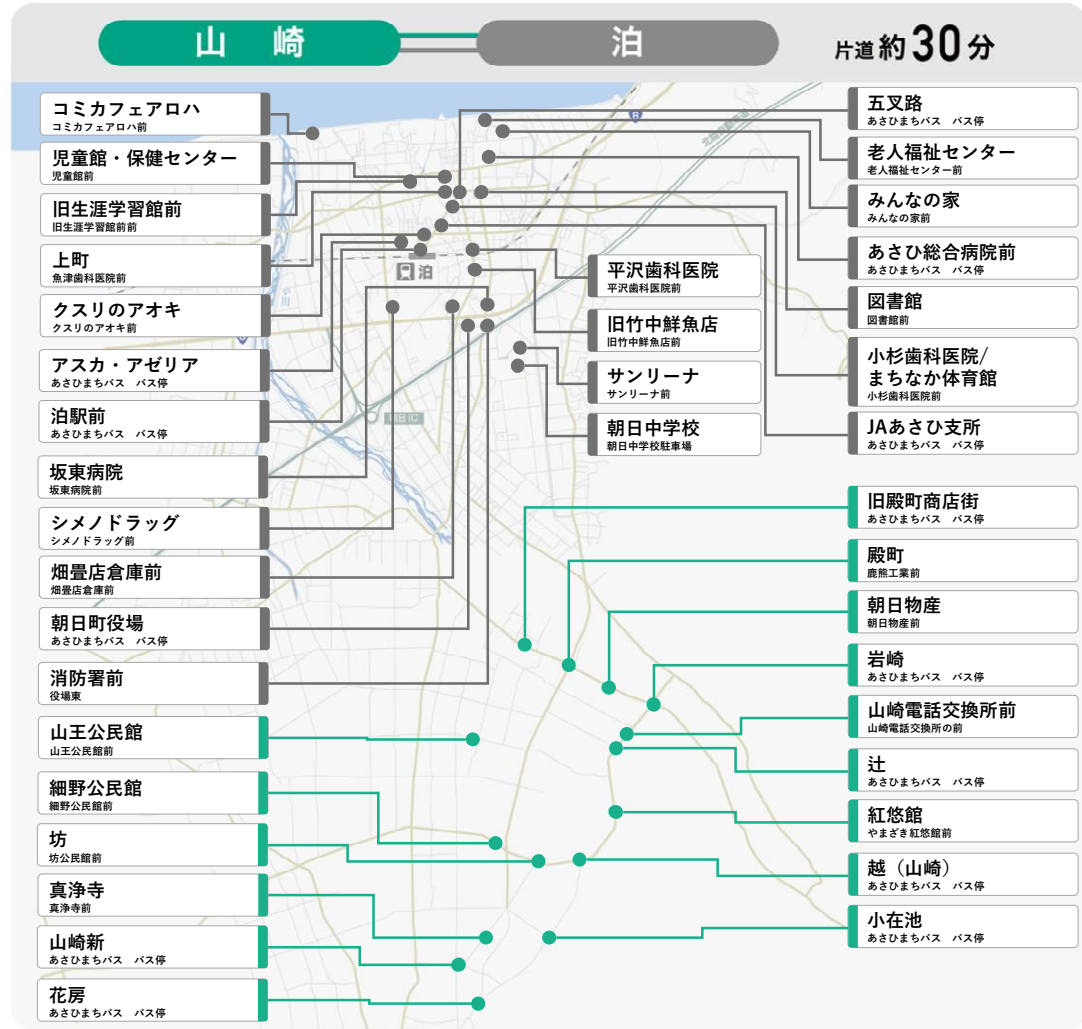 山崎
泊
片道約30分
コミカフェアロハ
コミカフェアロハ前
児童館・保健センター
児童館前
旧生涯学習館前
旧生涯学習館前前
上町
魚津歯科医院前
クスリのアオキ
クスリのアオキ前
アスカ・アゼリア
あさひまちバス バス停
泊駅前
あさひまちバス バス停
坂東病院
坂東病院前
シメノドラッグ
シメノドラッグ前
畑畳店倉庫前
畑畳店倉庫前
朝日町役場
あさひまちバス バス停
消防署前
役場東
山王公民館
山王公民館前
細野公民館
細野公民館前
坊
坊公民館前
真浄寺
真浄寺前
山崎新
あさひまちバス バス停
花房
あさひまちバス バス停
泊
小川
8
朝日IC
平沢歯科医院
平沢歯科医院前
旧竹中鮮魚店
旧竹中鮮魚店前
サンリーナ
サンリーナ前
朝日中学校
朝日中学校駐車場
五叉路
あさひまちバス バス停
老人福祉センター
老人福祉センター前
みんなの家
みんなの家前
あさひ総合病院前
あさひまちバス バス停
図書館
図書館前
小杉歯科医院/
まちなか体育館
小杉歯科医院前
JAあさひ支所
あさひまちバス バス停
旧殿町商店街
あさひまちバス バス停
殿町
鹿熊工業前
朝日物産
朝日物産前
岩崎
あさひまちバス バス停
山崎電話交換所前
山崎電話交換所の前
辻
あさひまちバス バス停
紅悠館
やまざき紅悠館前
越（山崎）
あさひまちバス バス停
小在池
あさひまちバス バス停